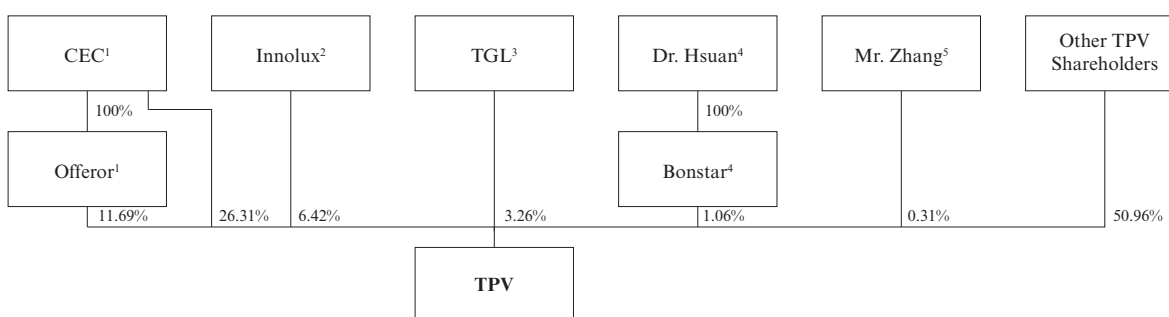 CEC¹
Innolux²
TGL³
Dr. Hsuan⁴
Mr. Zhang⁵
Other TPV
Shareholders
100%
100%
Offeror¹
Bonstar⁴
11.69%
26.31%
6.42%
3.26%
1.06%
0.31%
50.96%
TPV